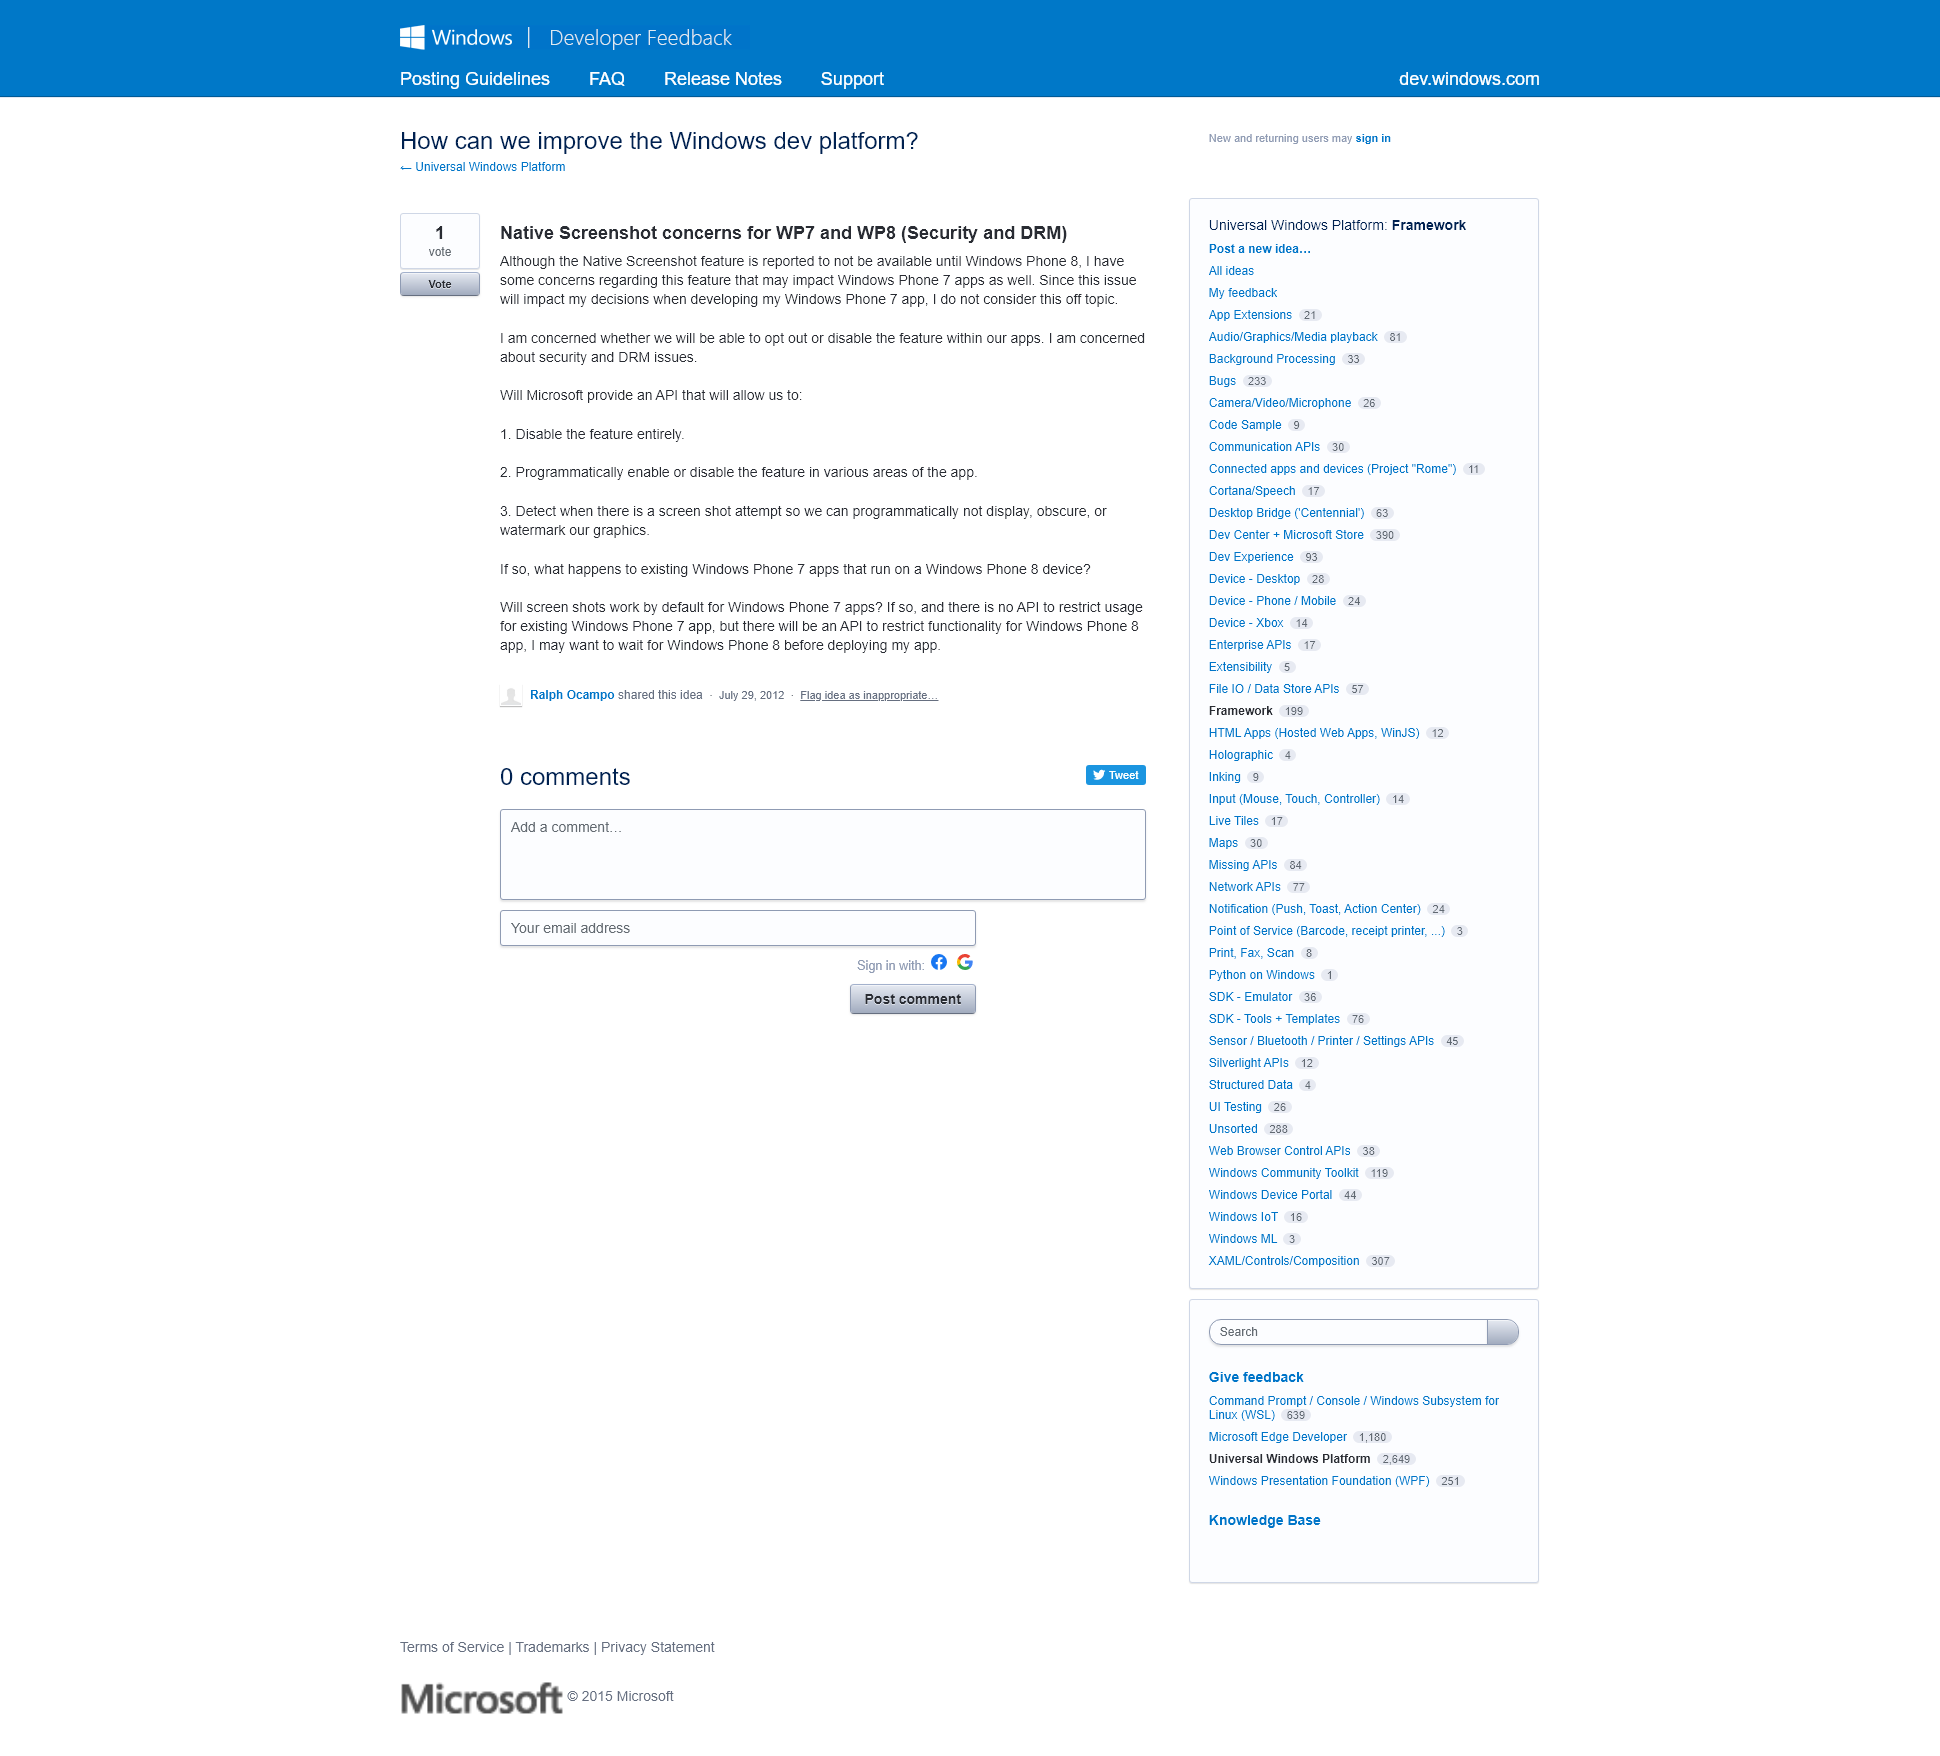 Windows | Developer Feedback
Posting Guidelines FAQ Release Notes Support dev.windows.com
How can we improve the Windows dev platform?
← Universal Windows Platform
New and returning users may sign in
1
vote
Vote
Native Screenshot concerns for WP7 and WP8 (Security and DRM)
Although the Native Screenshot feature is reported to not be available until Windows Phone 8, I have
some concerns regarding this feature that may impact Windows Phone 7 apps as well. Since this issue
will impact my decisions when developing my Windows Phone 7 app, I do not consider this off topic.
I am concerned whether we will be able to opt out or disable the feature within our apps. I am concerned
about security and DRM issues.
Will Microsoft provide an API that will allow us to:
1. Disable the feature entirely.
2. Programmatically enable or disable the feature in various areas of the app.
3. Detect when there is a screen shot attempt so we can programmatically not display, obscure, or
watermark our graphics.
If so, what happens to existing Windows Phone 7 apps that run on a Windows Phone 8 device?
Will screen shots work by default for Windows Phone 7 apps? If so, and there is no API to restrict usage
for existing Windows Phone 7 app, but there will be an API to restrict functionality for Windows Phone 8
app, I may want to wait for Windows Phone 8 before deploying my app.
Ralph Ocampo shared this idea · July 29, 2012 · Flag idea as inappropriate…
0 comments
Tweet
Add a comment…
Your email address
Sign in with:
Post comment
Universal Windows Platform: Framework
Post a new idea…
All ideas
My feedback
App Extensions 21
Audio/Graphics/Media playback 81
Background Processing 33
Bugs 233
Camera/Video/Microphone 26
Code Sample 9
Communication APIs 30
Connected apps and devices (Project "Rome") 11
Cortana/Speech 17
Desktop Bridge ('Centennial') 63
Dev Center + Microsoft Store 390
Dev Experience 93
Device - Desktop 28
Device - Phone / Mobile 24
Device - Xbox 14
Enterprise APIs 17
Extensibility 5
File IO / Data Store APIs 57
Framework 199
HTML Apps (Hosted Web Apps, WinJS) 12
Holographic 4
Inking 9
Input (Mouse, Touch, Controller) 14
Live Tiles 17
Maps 30
Missing APIs 84
Network APIs 77
Notification (Push, Toast, Action Center) 24
Point of Service (Barcode, receipt printer, ...) 3
Print, Fax, Scan 8
Python on Windows 1
SDK - Emulator 36
SDK - Tools + Templates 76
Sensor / Bluetooth / Printer / Settings APIs 45
Silverlight APIs 12
Structured Data 4
UI Testing 26
Unsorted 288
Web Browser Control APIs 38
Windows Community Toolkit 119
Windows Device Portal 44
Windows IoT 16
Windows ML 3
XAML/Controls/Composition 307
Search
Give feedback
Command Prompt / Console / Windows Subsystem for
Linux (WSL) 639
Microsoft Edge Developer 1,180
Universal Windows Platform 2,649
Windows Presentation Foundation (WPF) 251
Knowledge Base
Terms of Service | Trademarks | Privacy Statement
Microsoft © 2015 Microsoft